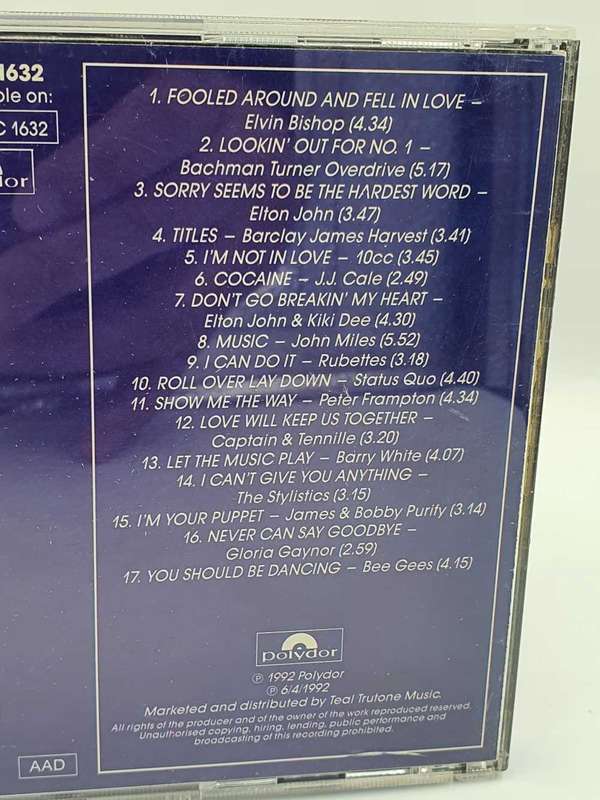 1632
ble on:
C 1632
dor
1. FOOLED AROUND AND FELL IN LOVE –
Elvin Bishop (4.34)
2. LOOKIN' OUT FOR NO. 1 –
Bachman Turner Overdrive (5.17)
3. SORRY SEEMS TO BE THE HARDEST WORD –
Elton John (3.47)
4. TITLES – Barclay James Harvest (3.41)
5. I'M NOT IN LOVE – 10cc (3.45)
6. COCAINE – J.J. Cale (2.49)
7. DON'T GO BREAKIN' MY HEART –
Elton John & Kiki Dee (4.30)
8. MUSIC – John Miles (5.52)
9. I CAN DO IT – Rubettes (3.18)
10. ROLL OVER LAY DOWN – Status Quo (4.40)
11. SHOW ME THE WAY – Peter Frampton (4.34)
12. LOVE WILL KEEP US TOGETHER –
Captain & Tennille (3.20)
13. LET THE MUSIC PLAY – Barry White (4.07)
14. I CAN'T GIVE YOU ANYTHING –
The Stylistics (3.15)
15. I'M YOUR PUPPET – James & Bobby Purify (3.14)
16. NEVER CAN SAY GOODBYE –
Gloria Gaynor (2.59)
17. YOU SHOULD BE DANCING – Bee Gees (4.15)
polydor
℗ 1992 Polydor
℗ 6/4/1992
Marketed and distributed by Teal Trutone Music.
All rights of the producer and of the owner of the work reproduced reserved.
Unauthorised copying, hiring, lending, public performance and
broadcasting of this recording prohibited.
AAD